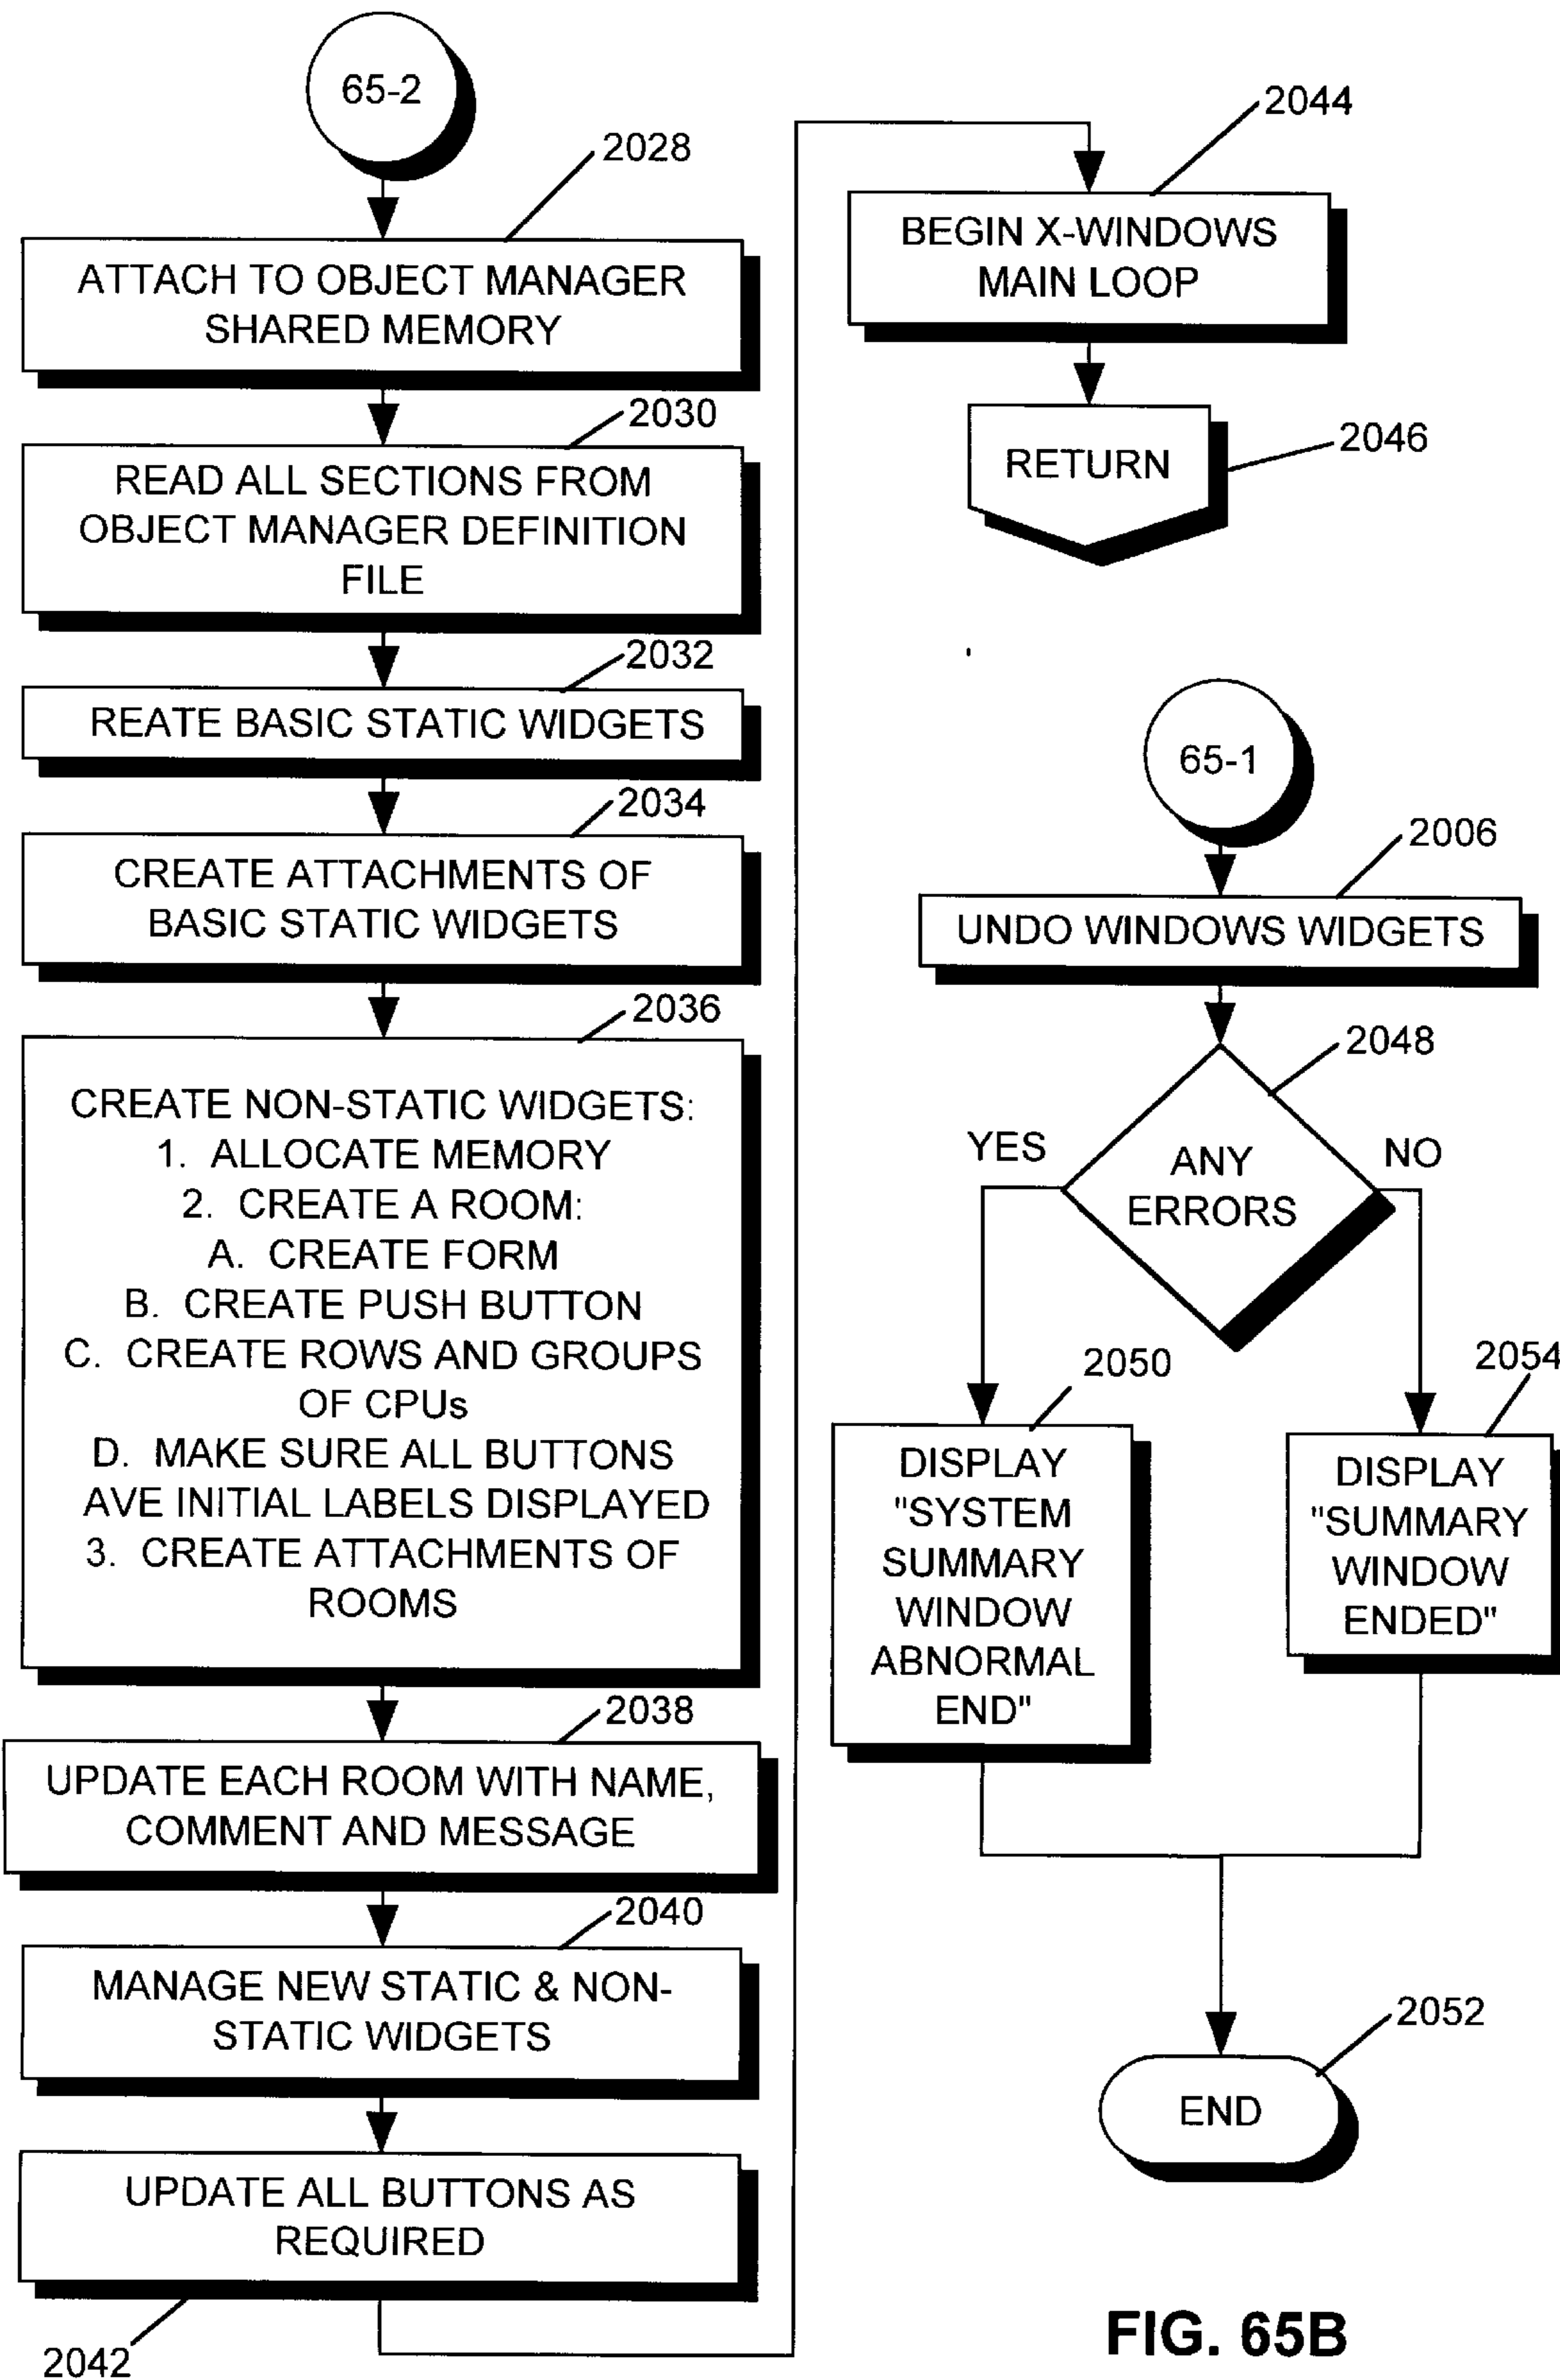 65-2
2028
ATTACH TO OBJECT MANAGER
SHARED MEMORY
2030
READ ALL SECTIONS FROM
OBJECT MANAGER DEFINITION
FILE
2032
REATE BASIC STATIC WIDGETS
2034
CREATE ATTACHMENTS OF
BASIC STATIC WIDGETS
2036
CREATE NON-STATIC WIDGETS:
1. ALLOCATE MEMORY
2. CREATE A ROOM:
A. CREATE FORM
B. CREATE PUSH BUTTON
C. CREATE ROWS AND GROUPS
OF CPUs
D. MAKE SURE ALL BUTTONS
AVE INITIAL LABELS DISPLAYED
3. CREATE ATTACHMENTS OF
ROOMS
2038
UPDATE EACH ROOM WITH NAME,
COMMENT AND MESSAGE
2040
MANAGE NEW STATIC & NON-
STATIC WIDGETS
UPDATE ALL BUTTONS AS
REQUIRED
2042
2044
BEGIN X-WINDOWS
MAIN LOOP
RETURN
2046
65-1
2006
UNDO WINDOWS WIDGETS
2048
ANY
ERRORS
YES
NO
2050
DISPLAY
"SYSTEM
SUMMARY
WINDOW
ABNORMAL
END"
2054
DISPLAY
"SUMMARY
WINDOW
ENDED"
2052
END
FIG. 65B